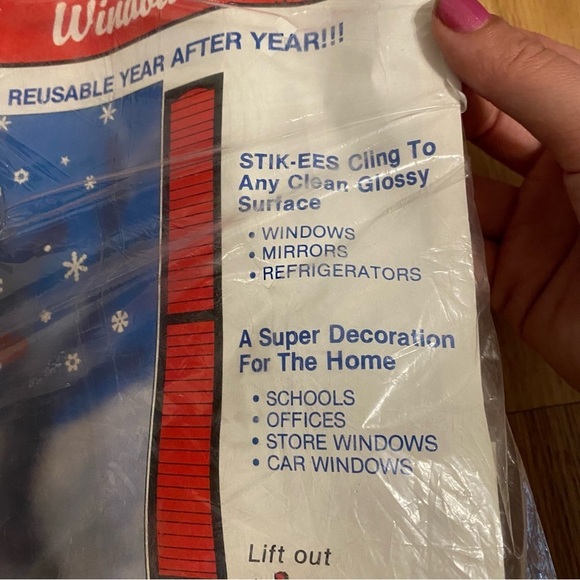 Window
REUSABLE YEAR AFTER YEAR!!!
STIK-EES Cling To
Any Clean Glossy
Surface
• WINDOWS
• MIRRORS
• REFRIGERATORS
A Super Decoration
For The Home
• SCHOOLS
• OFFICES
• STORE WINDOWS
• CAR WINDOWS
Lift out